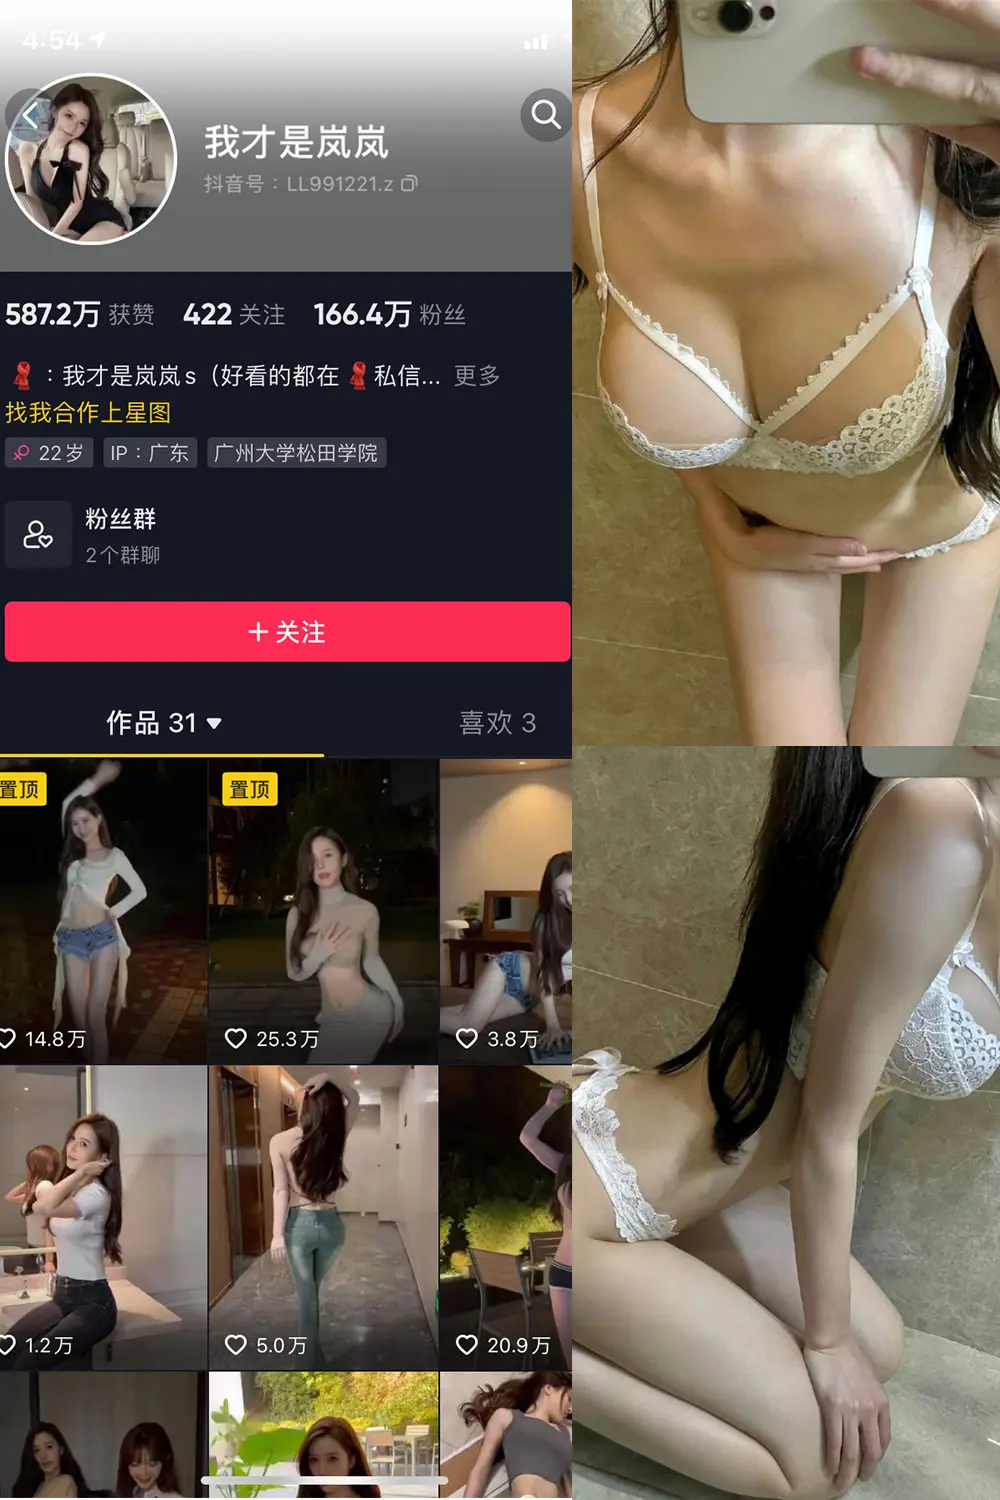 4:54
我才是岚岚
抖音号：LL991221.z
587.2万 获赞 422 关注 166.4万 粉丝
：我才是岚岚s（好看的都在 私信... 更多
找我合作上星图
22岁 IP：广东 广州大学松田学院
粉丝群
2个群聊
+ 关注
作品 31 喜欢 3
置顶 置顶
14.8万 25.3万 3.8万
1.2万 5.0万 20.9万